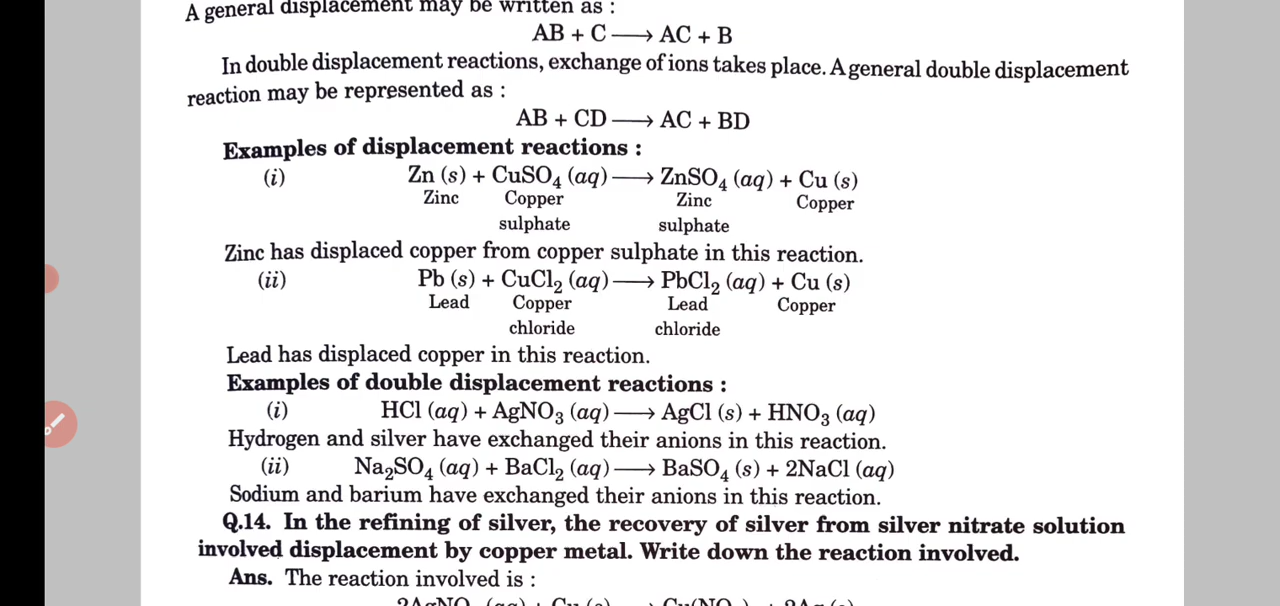 A general displacement may be written as :
AB + C ⟶ AC + B
In double displacement reactions, exchange of ions takes place. A general double displacement
reaction may be represented as :
AB + CD ⟶ AC + BD
Examples of displacement reactions :
(i) Zn (s) + CuSO₄ (aq) ⟶ ZnSO₄ (aq) + Cu (s)
Zinc Copper Zinc Copper
sulphate sulphate
Zinc has displaced copper from copper sulphate in this reaction.
(ii) Pb (s) + CuCl₂ (aq) ⟶ PbCl₂ (aq) + Cu (s)
Lead Copper Lead Copper
chloride chloride
Lead has displaced copper in this reaction.
Examples of double displacement reactions :
(i) HCl (aq) + AgNO₃ (aq) ⟶ AgCl (s) + HNO₃ (aq)
Hydrogen and silver have exchanged their anions in this reaction.
(ii) Na₂SO₄ (aq) + BaCl₂ (aq) ⟶ BaSO₄ (s) + 2NaCl (aq)
Sodium and barium have exchanged their anions in this reaction.
Q.14. In the refining of silver, the recovery of silver from silver nitrate solution
involved displacement by copper metal. Write down the reaction involved.
Ans. The reaction involved is :